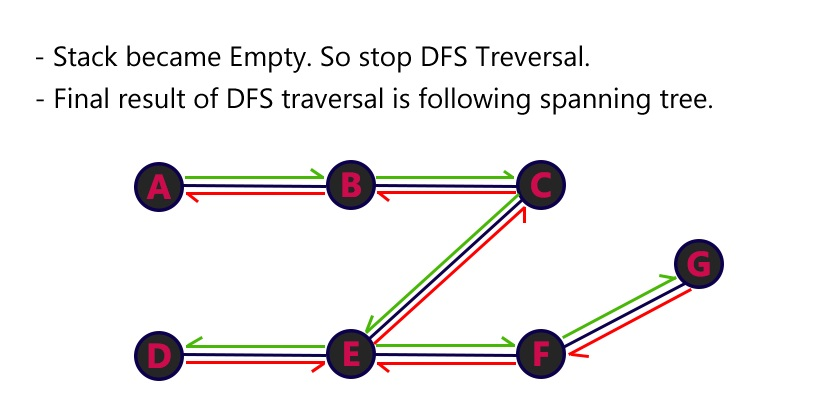 - Stack became Empty. So stop DFS Treversal.
- Final result of DFS traversal is following spanning tree.
A B C
G
D E F